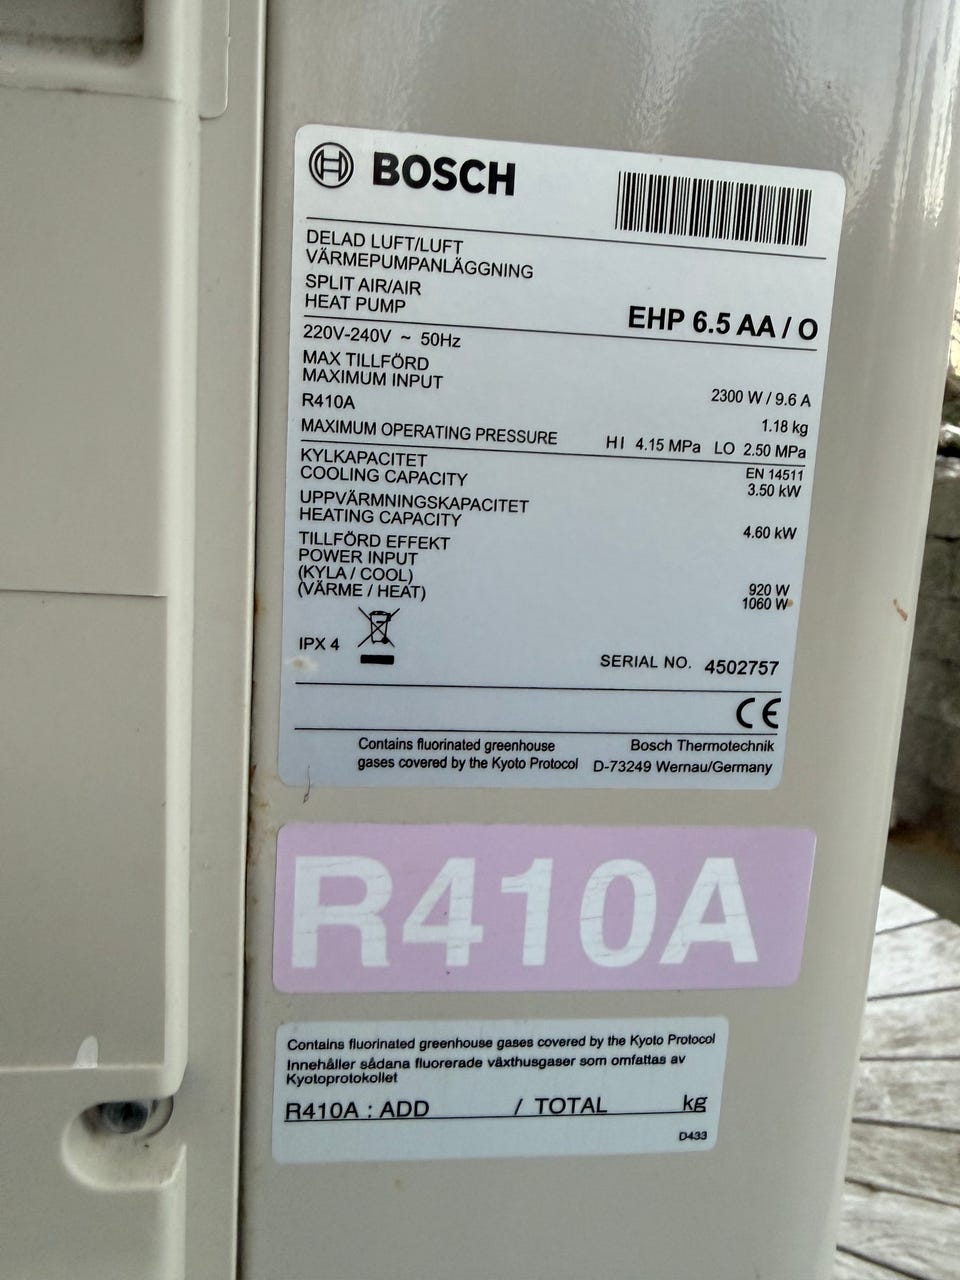 BOSCH
DELAD LUFT/LUFT
VÄRMEPUMPANLÄGGNING
SPLIT AIR/AIR
HEAT PUMP
EHP 6.5 AA / O
220V-240V ~ 50Hz
MAX TILLFÖRD
MAXIMUM INPUT 2300 W / 9.6 A
R410A 1.18 kg
MAXIMUM OPERATING PRESSURE HI 4.15 MPa LO 2.50 MPa
EN 14511
KYLKAPACITET
COOLING CAPACITY 3.50 kW
UPPVÄRMNINGSKAPACITET
HEATING CAPACITY 4.60 kW
TILLFÖRD EFFEKT
POWER INPUT
(KYLA / COOL) 920 W
(VÄRME / HEAT) 1060 W
IPX 4
SERIAL NO. 4502757
CE
Contains fluorinated greenhouse
gases covered by the Kyoto Protocol
Bosch Thermotechnik
D-73249 Wernau/Germany
R410A
Contains fluorinated greenhouse gases covered by the Kyoto Protocol
Innehåller sådana fluorerade växthusgaser som omfattas av
Kyotoprotokollet
R410A : ADD / TOTAL kg
D433